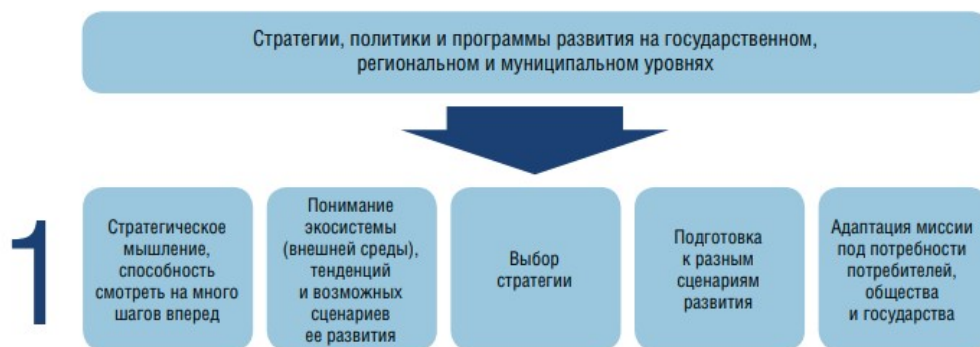 Стратегии, политики и программы развития на государственном,
региональном и муниципальном уровнях
1
Стратегическое
мышление,
способность
смотреть на много
шагов вперед
Понимание
экосистемы
(внешней среды),
тенденций
и возможных
сценариев
ее развития
Выбор
стратегии
Подготовка
к разным
сценариям
развития
Адаптация миссии
под потребности
потребителей,
общества
и государства